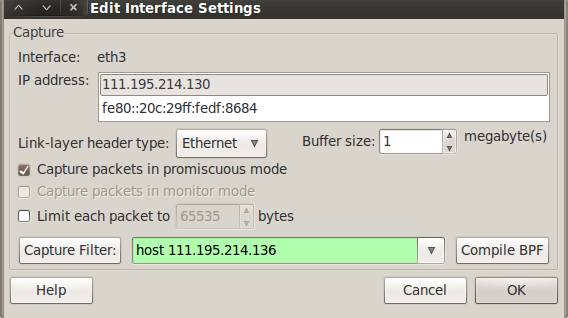 Edit Interface Settings
Capture
Interface: eth3
IP address: 111.195.214.130
fe80::20c:29ff:fedf:8684
Link-layer header type: Ethernet Buffer size: 1 megabyte(s)
Capture packets in promiscuous mode
Capture packets in monitor mode
Limit each packet to 65535 bytes
Capture Filter: host 111.195.214.136 Compile BPF
Help Cancel OK